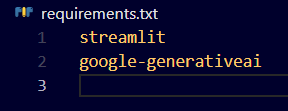 requirements.txt
1 streamlit
2 google-generativeai
3